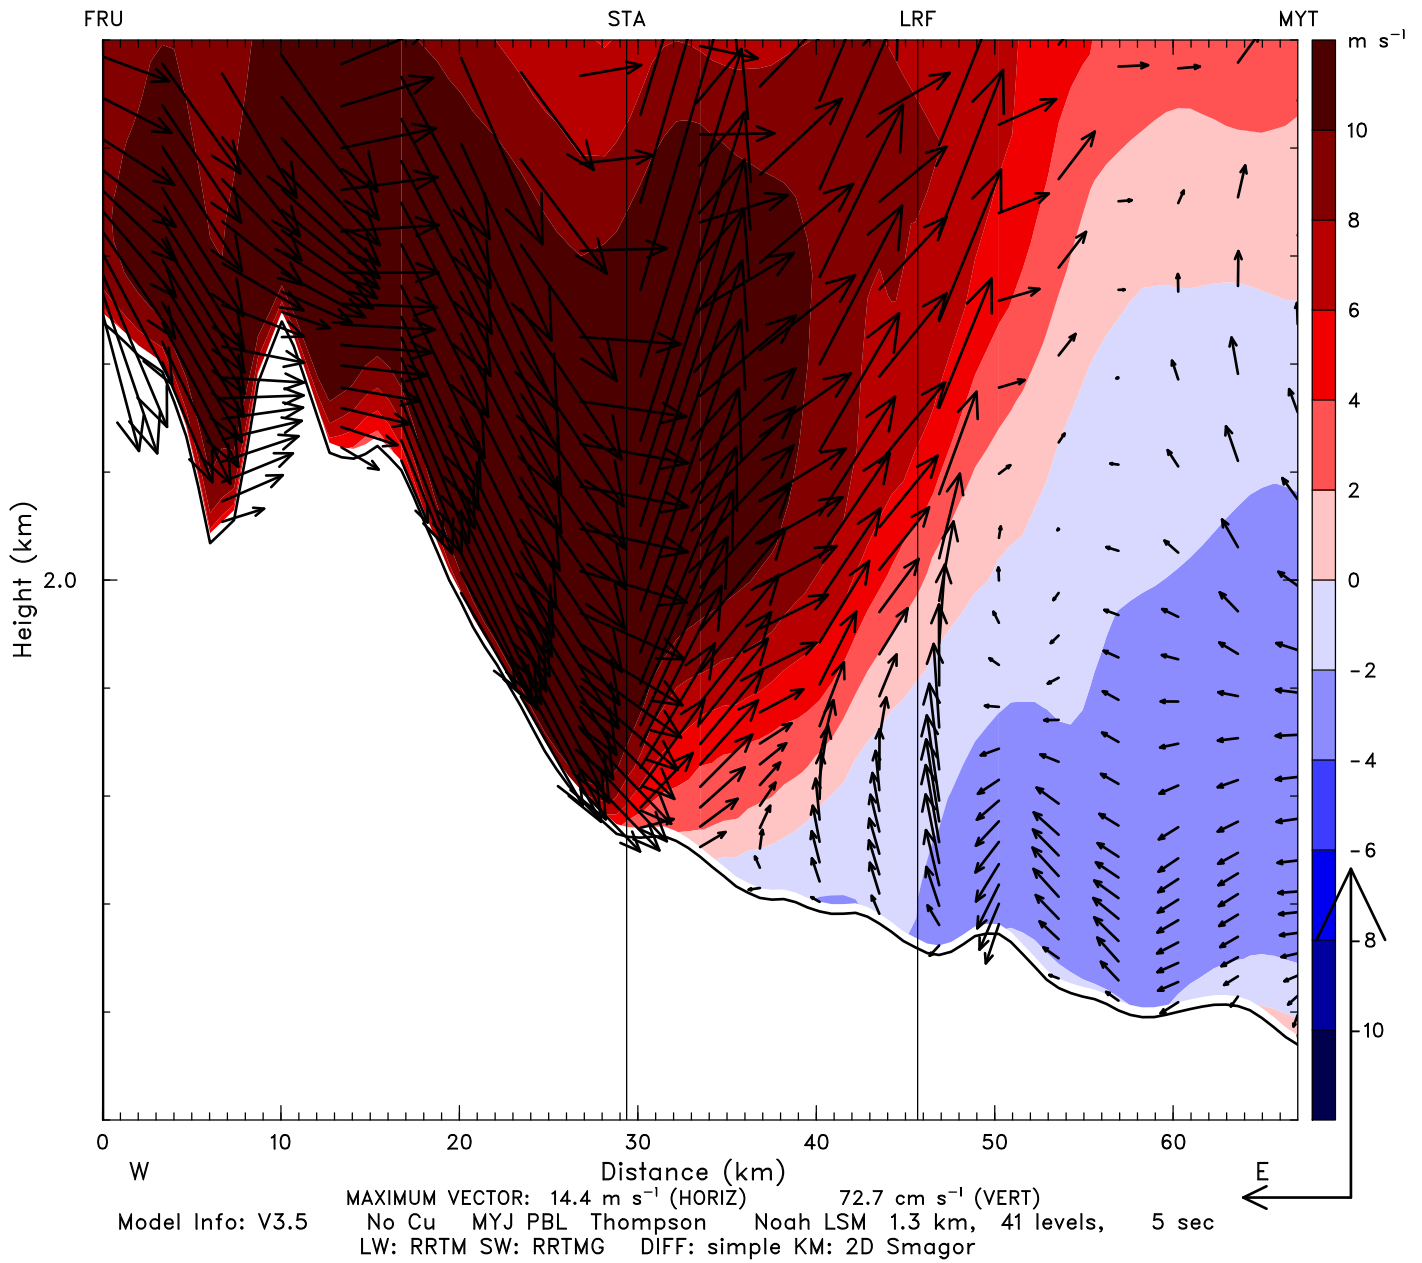 FRU STA LRF MYT
m s⁻¹
10
8
6
4
2
0
-2
-4
-6
-8
-10
Height (km)
2.0
0 10 20 30 40 50 60
W Distance (km) E
MAXIMUM VECTOR: 14.4 m s⁻¹ (HORIZ) 72.7 cm s⁻¹ (VERT)
Model Info: V3.5 No Cu MYJ PBL Thompson Noah LSM 1.3 km, 41 levels, 5 sec
LW: RRTM SW: RRTMG DIFF: simple KM: 2D Smagor